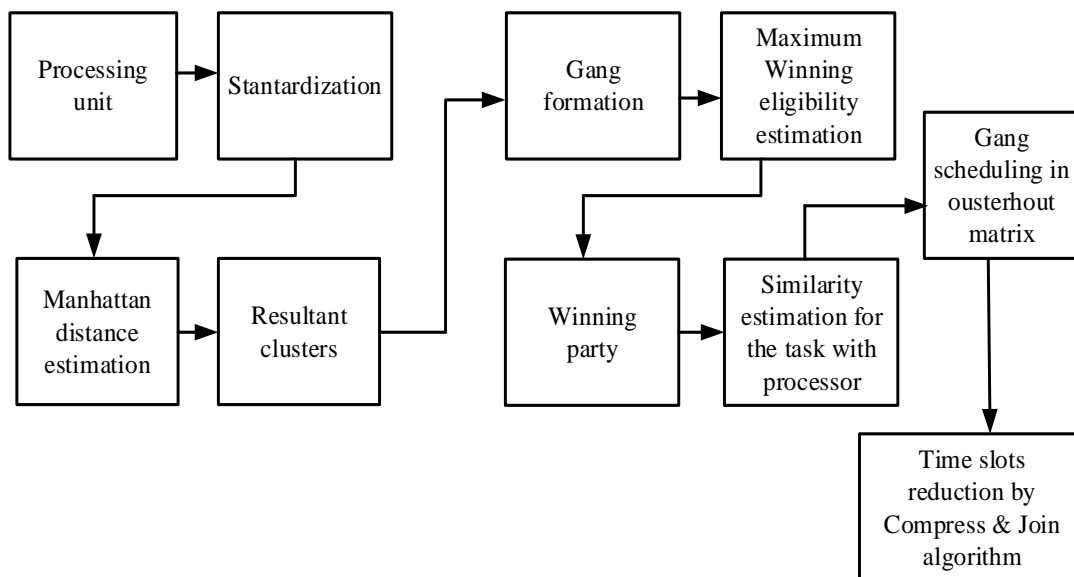 Processing
unit
Stantardization
Manhattan
distance
estimation
Resultant
clusters
Gang
formation
Maximum
Winning
eligibility
estimation
Winning
party
Similarity
estimation for
the task with
processor
Gang
scheduling in
ousterhout
matrix
Time slots
reduction by
Compress & Join
algorithm